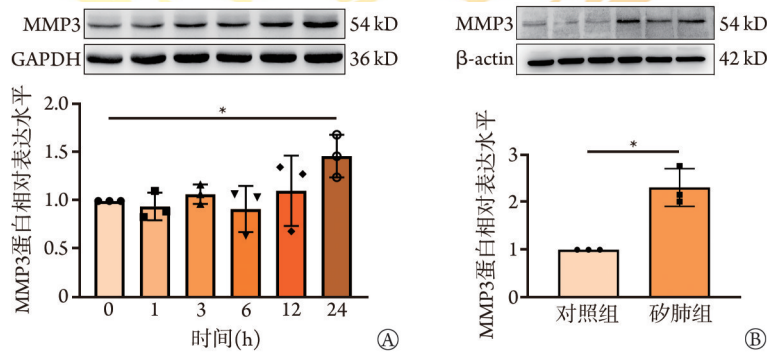 MMP3 54 kD
GAPDH 36 kD
MMP3蛋白相对表达水平
2.0
1.5
1.0
0.5
0
*
0 1 3 6 12 24
时间(h)
Ⓐ
MMP3 54 kD
β-actin 42 kD
MMP3蛋白相对表达水平
3
2
1
0
*
对照组 矽肺组
Ⓑ